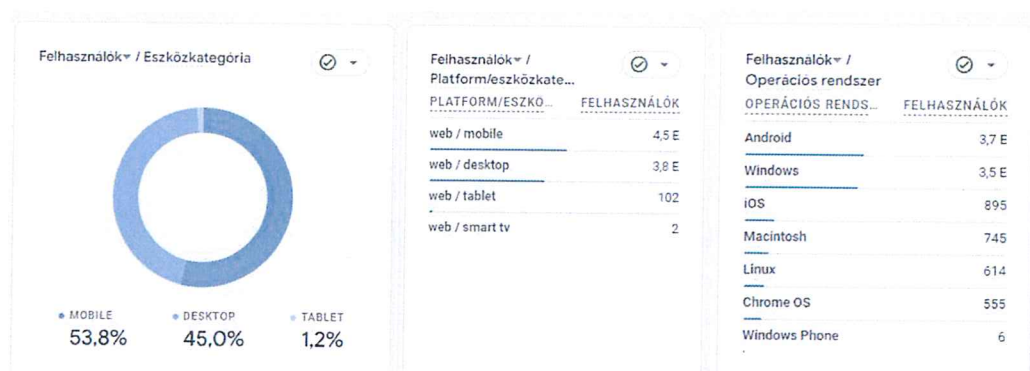 Felhasználók / Eszközkategória
MOBILE
53,8%
DESKTOP
45,0%
TABLET
1,2%
Felhasználók /
Platform/eszközkate...
PLATFORM/ESZKÖ... FELHASZNÁLÓK
web / mobile 4,5 E
web / desktop 3,8 E
web / tablet 102
web / smart tv 2
Felhasználók /
Operációs rendszer
OPERÁCIÓS RENDS... FELHASZNÁLÓK
Android 3,7 E
Windows 3,5 E
iOS 895
Macintosh 745
Linux 614
Chrome OS 555
Windows Phone 6